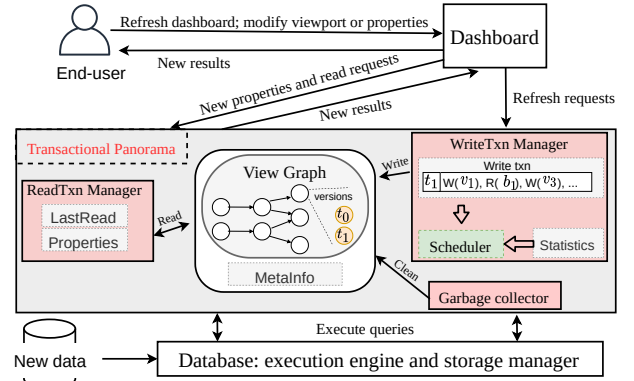 Refresh dashboard; modify viewport or properties
Dashboard
End-user
New results
New properties and read requests
New results
Refresh requests
Transactional Panorama
WriteTxn Manager
Write txn
t1 W(v1), R(b1), W(v3), ...
Write
View Graph
versions
t0
t1
ReadTxn Manager
LastRead
Properties
Read
Scheduler
Statistics
MetaInfo
Clean
Garbage collector
Execute queries
New data
Database: execution engine and storage manager